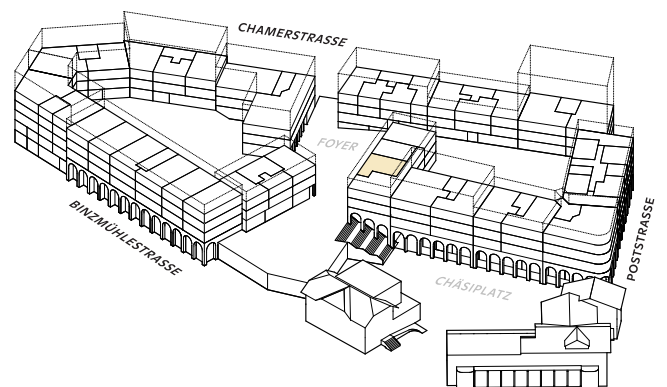 CHAMERSTRASSE
FOYER
BINZMÜHLESTRASSE
POSTSTRASSE
CHÄSIPLATZ